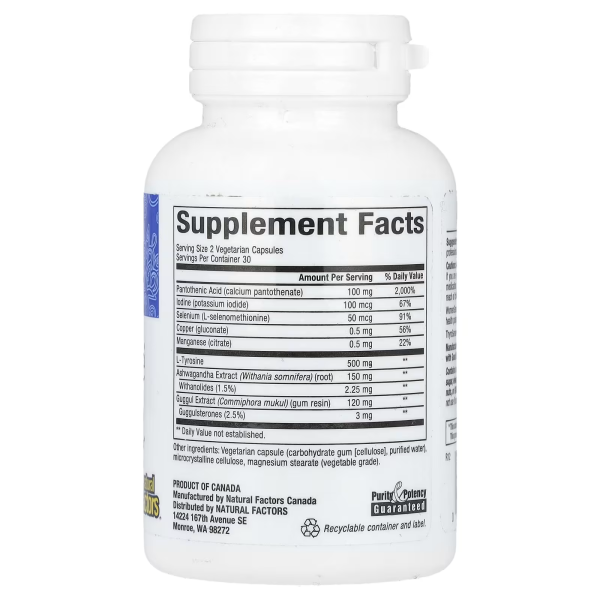 Supplement Facts
Serving Size 2 Vegetarian Capsules
Servings Per Container 30
Amount Per Serving % Daily Value
Pantothenic Acid (calcium pantothenate) 100 mg 2,000%
Iodine (potassium iodide) 100 mcg 67%
Selenium (L-selenomethionine) 50 mcg 91%
Copper (gluconate) 0.5 mg 56%
Manganese (citrate) 0.5 mg 22%
L-Tyrosine 500 mg **
Ashwagandha Extract (Withania somnifera) (root) 150 mg **
Withanolides (1.5%) 2.25 mg **
Guggul Extract (Commiphora mukul) (gum resin) 120 mg **
Guggulsterones (2.5%) 3 mg **
** Daily Value not established.
Other ingredients: Vegetarian capsule (carbohydrate gum [cellulose], purified water),
microcrystalline cellulose, magnesium stearate (vegetable grade).
PRODUCT OF CANADA
Manufactured by Natural Factors Canada
Distributed by NATURAL FACTORS
14224 167th Avenue SE
Monroe, WA 98272
Purity & Potency
Guaranteed
Recyclable container and label.